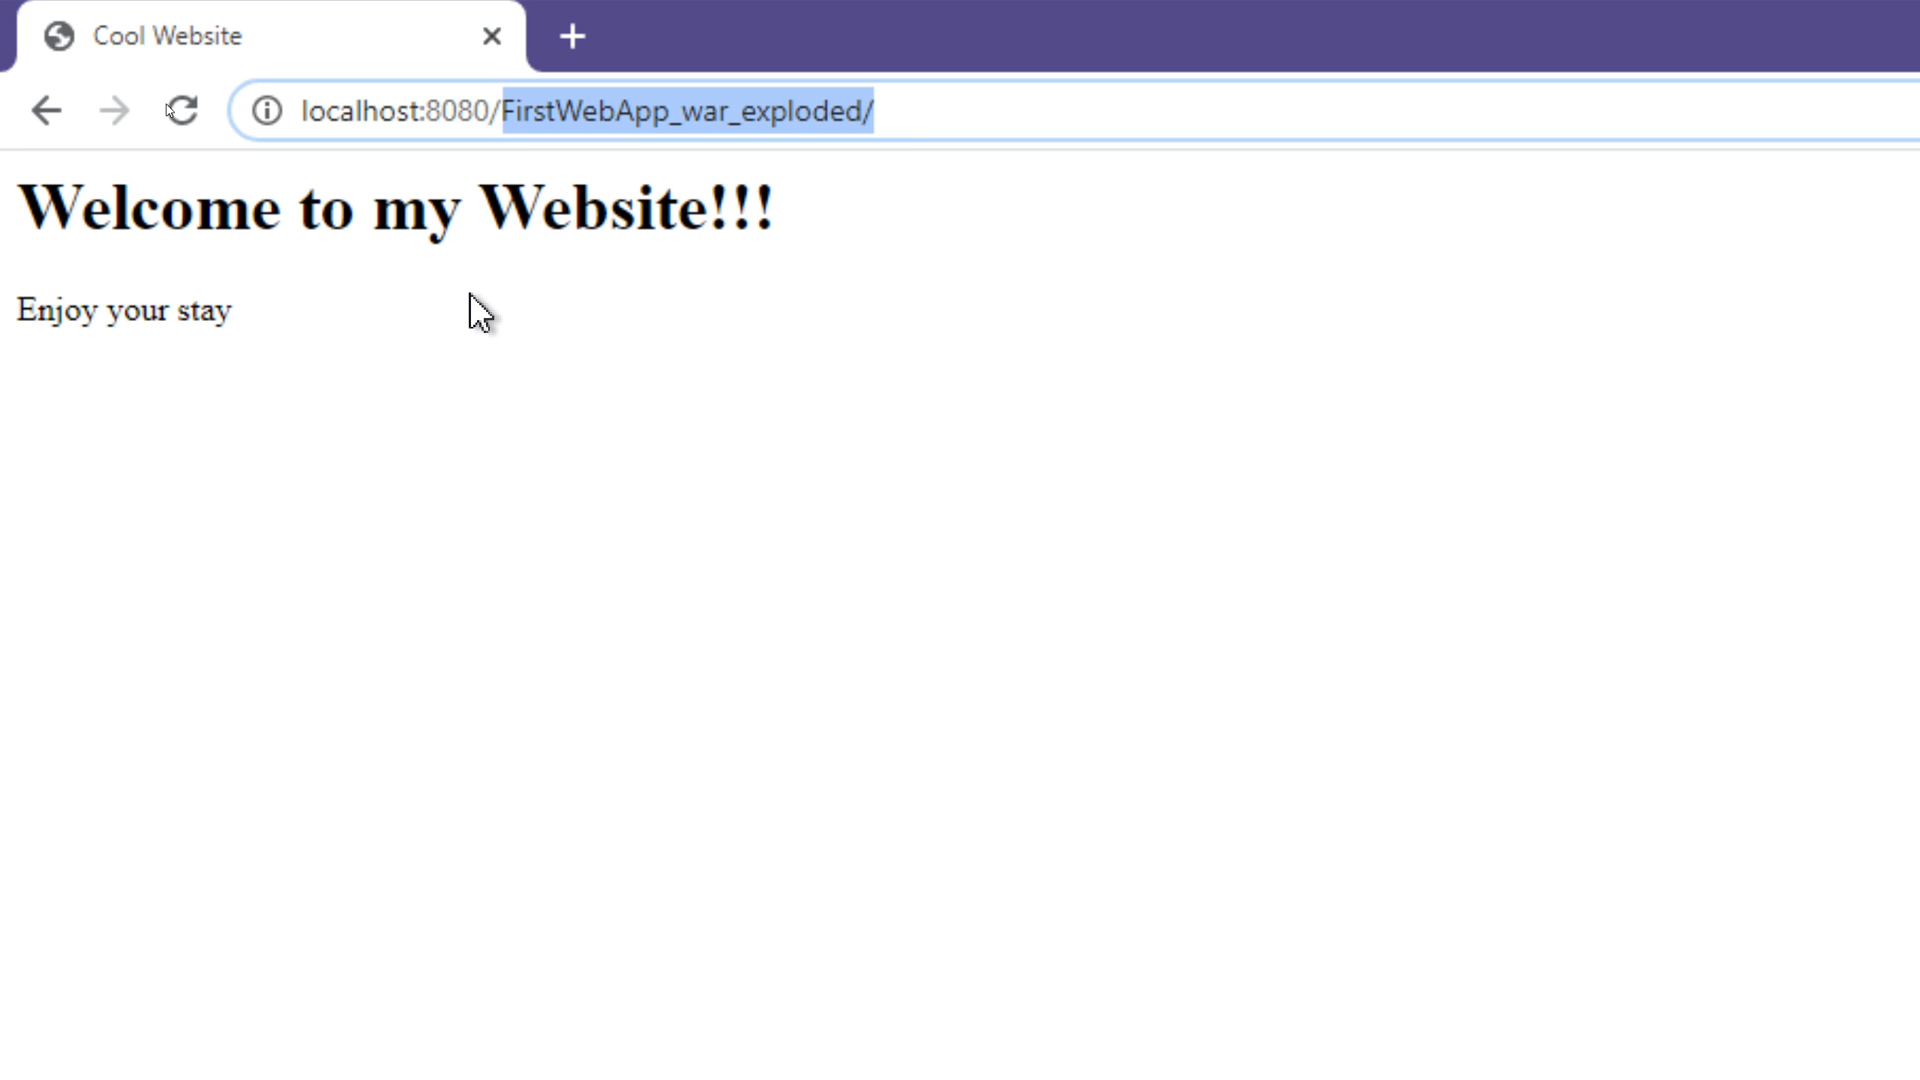 Cool Website
localhost:8080/FirstWebApp_war_exploded/
Welcome to my Website!!!
Enjoy your stay